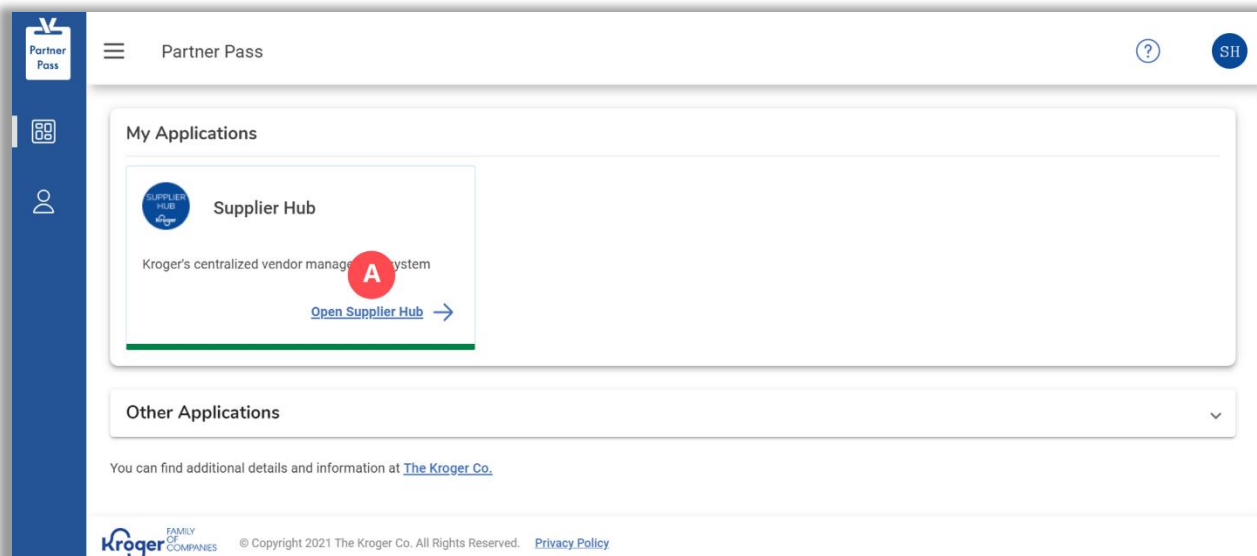 Partner
Pass
Partner Pass
?
SH
My Applications
SUPPLIER
HUB
Kroger
Supplier Hub
Kroger's centralized vendor ystem
A
Open Supplier Hub
Other Applications
You can find additional details and information at The Kroger Co.
Kroger
FAMILY
OF
COMPANIES
© Copyright 2021 The Kroger Co. All Rights Reserved. Privacy Policy